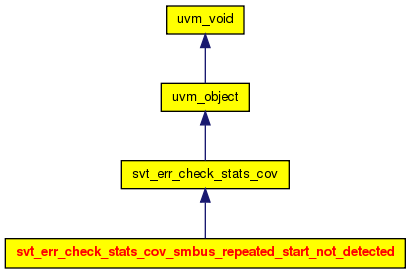 uvm_void
uvm_object
svt_err_check_stats_cov
svt_err_check_stats_cov_smbus_repeated_start_not_detected